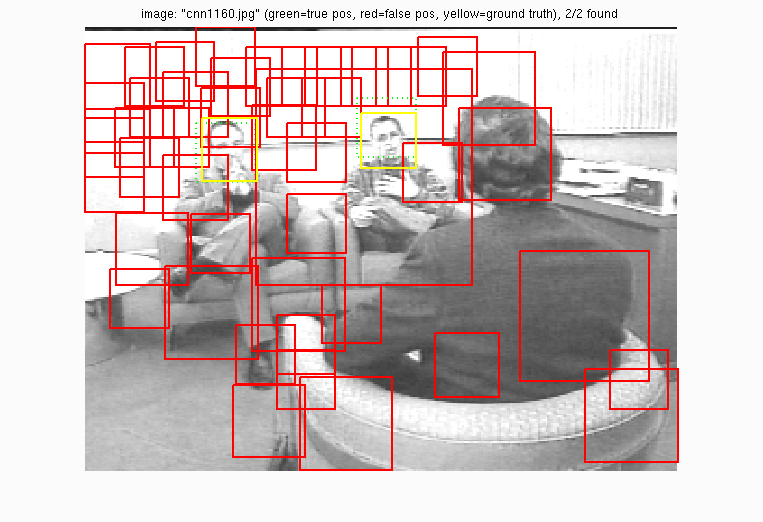 image: "cnn1160.jpg" (green=true pos, red=false pos, yellow=ground truth), 2/2 found